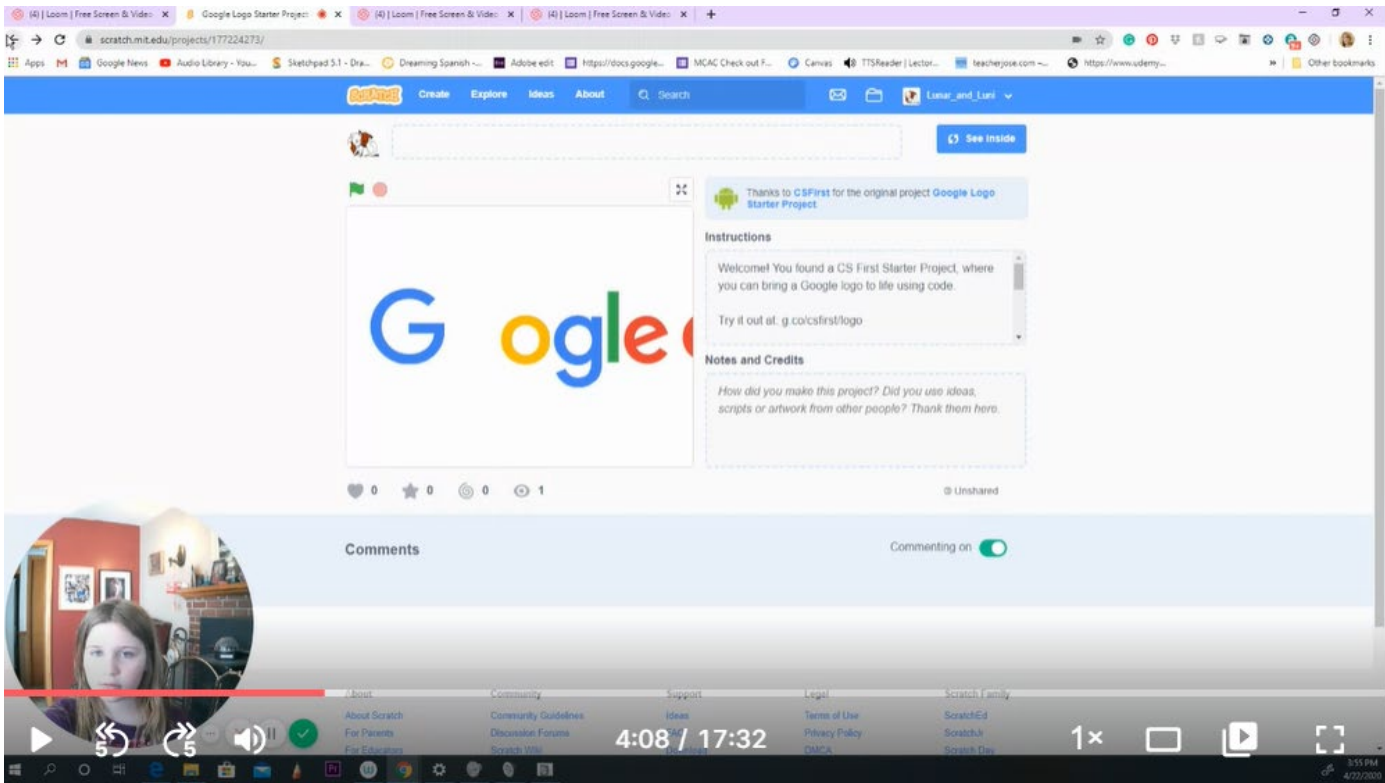 (4) | Loom | Free Screen & Video
Google Logo Starter Project
(4) | Loom | Free Screen & Video
(4) | Loom | Free Screen & Video
scratch.mit.edu/projects/177224273/
Apps
Google News
Audio Library - You...
Sketchpad 5.1 - Dra...
Dreaming Spanish -...
Adobe edit
https://docs.google...
MCAC Check out F...
Canvas
TTSReader | Lector...
teacherjose.com –...
https://www.udemy...
»
Other bookmarks
SCRATCH
Create
Explore
Ideas
About
Search
Lunar_and_Luni
See inside
Thanks to CSFirst for the original project Google Logo
Starter Project
Instructions
Welcome! You found a CS First Starter Project, where
you can bring a Google logo to life using code.
Try it out at: g.co/csfirst/logo
G ogle
Notes and Credits
How did you make this project? Did you use ideas,
scripts or artwork from other people? Thank them here.
0
0
0
1
Unshared
Comments
Commenting on
About
Community
Support
Legal
Scratch Family
About Scratch
Community Guidelines
Ideas
Terms of Use
ScratchEd
For Parents
Discussion Forums
Privacy Policy
ScratchJr
For Educators
Scratch Wiki
DMCA
Scratch Day
5
5
4:08 / 17:32
1×
3:55 PM
4/22/2020